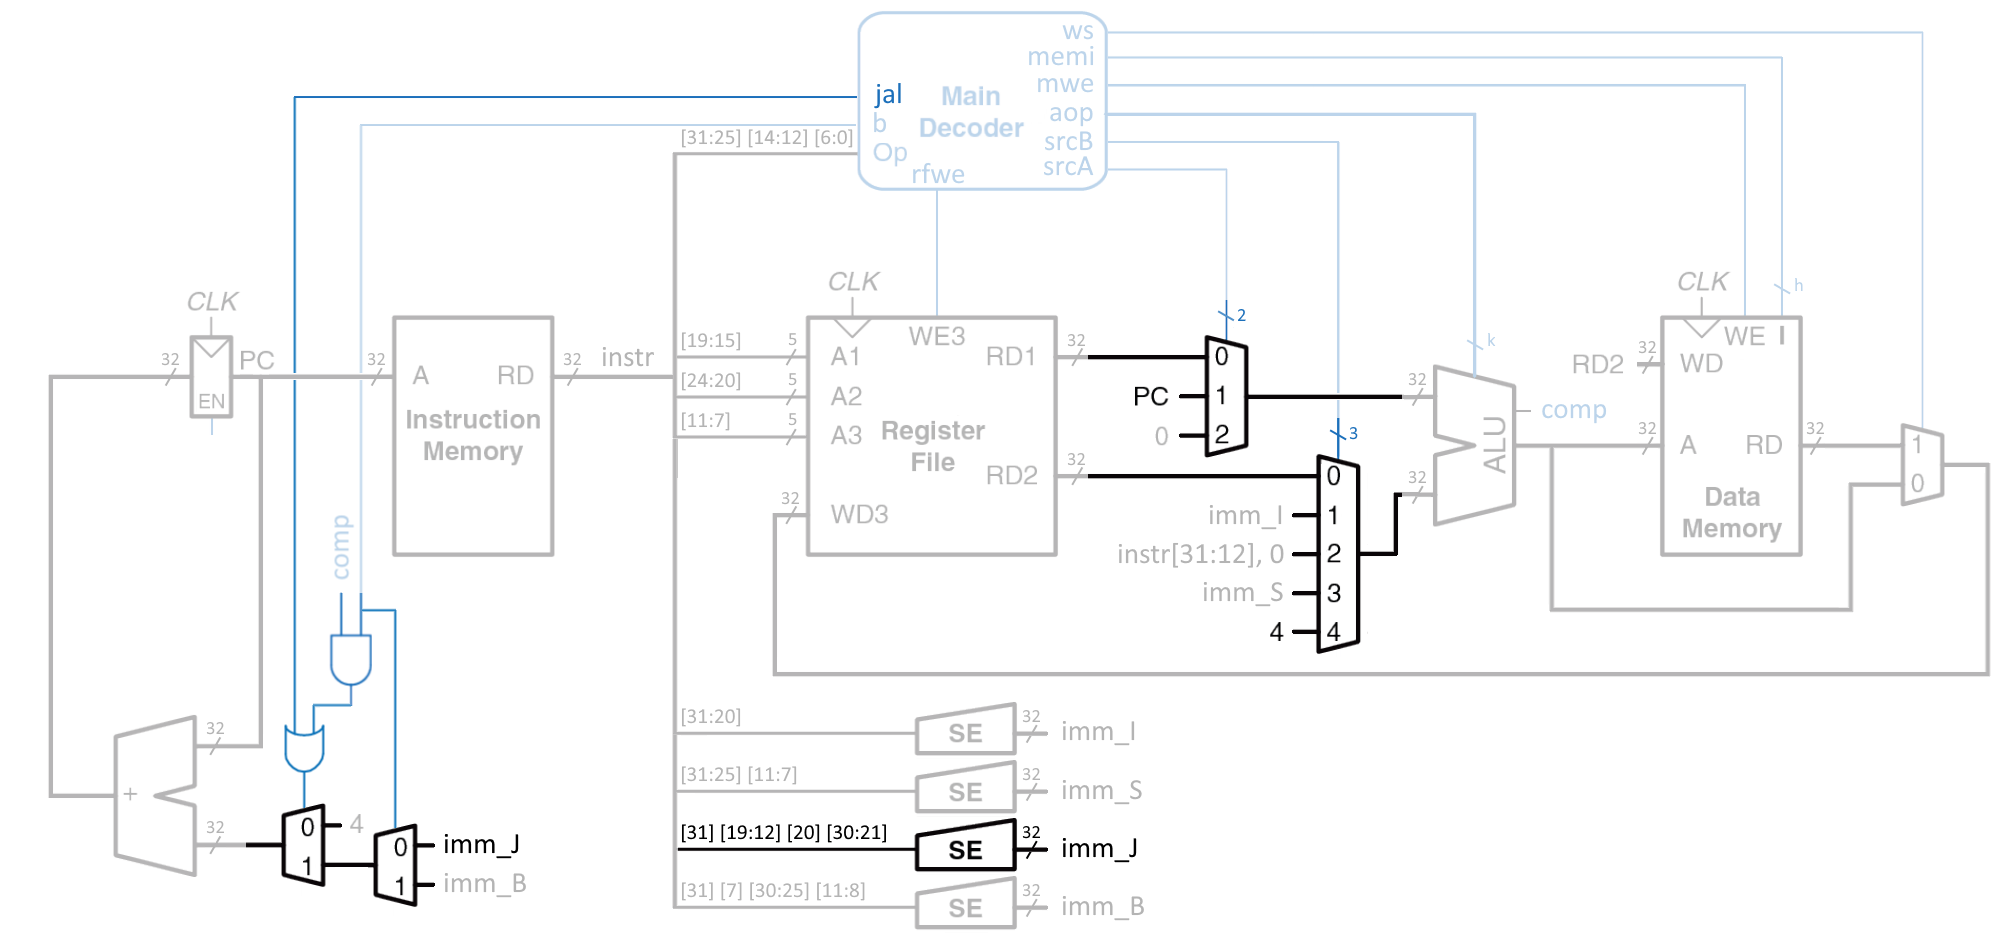 ws
memi
mwe
aop
srcB
srcA
jal
b
Op
rfwe
Main
Decoder
[31:25] [14:12] [6:0]
CLK
32
EN
PC
32
A
RD
Instruction
Memory
32
instr
[19:15]
5
[24:20]
5
[11:7]
5
CLK
A1
A2
A3
WD3
32
WE3
RD1
RD2
Register
File
32
32
2
0
1
2
PC
0
3
0
1
2
3
4
imm_I
instr[31:12], 0
imm_S
4
32
32
k
ALU
comp
CLK
h
WE I
RD2
32
WD
32
A
RD
Data
Memory
32
1
0
comp
32
+
32
0
1
4
0
1
imm_J
imm_B
[31:20]
SE
32
imm_I
[31:25] [11:7]
SE
32
imm_S
[31] [19:12] [20] [30:21]
SE
32
imm_J
[31] [7] [30:25] [11:8]
SE
32
imm_B